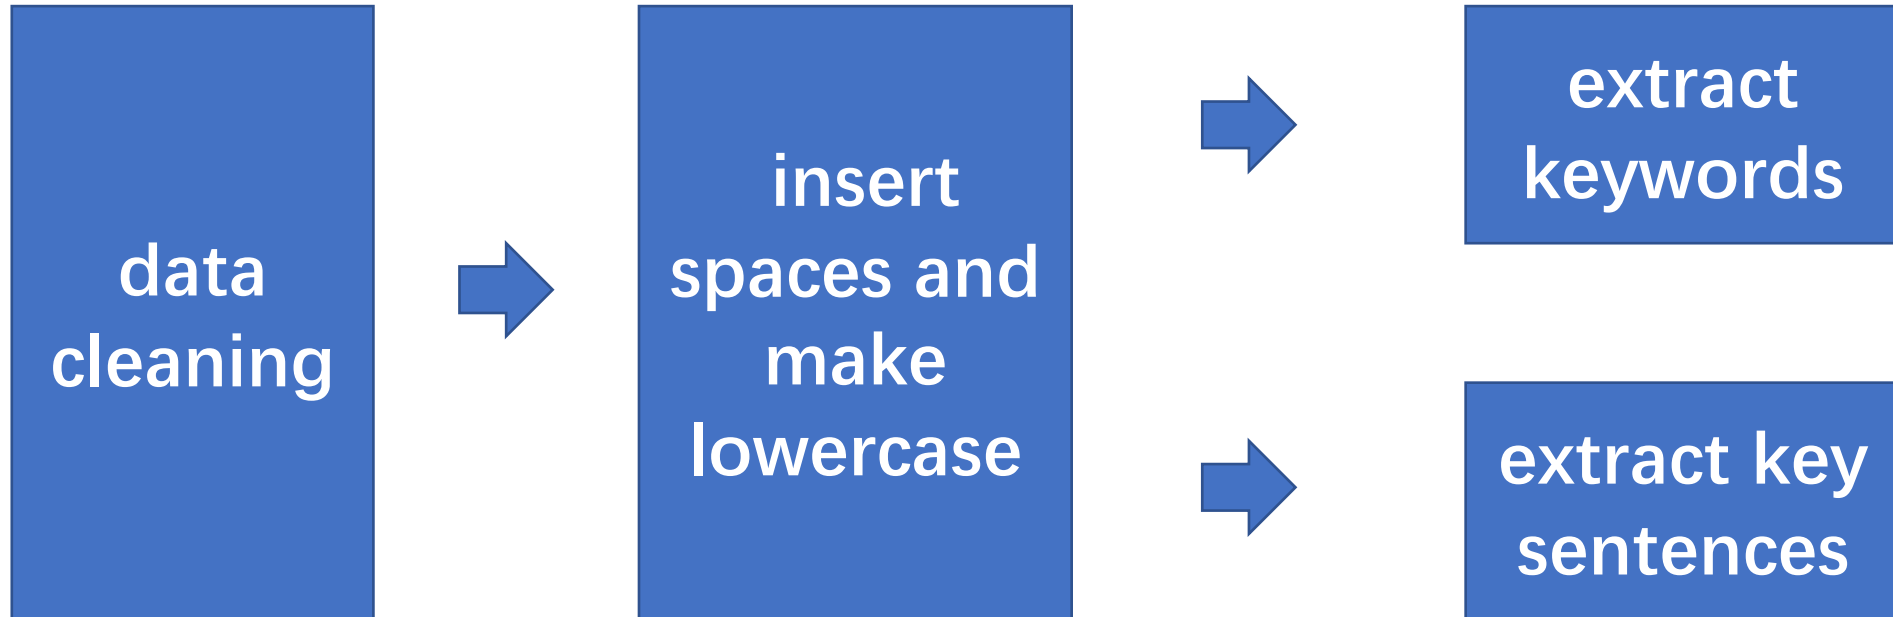 data
cleaning
insert
spaces and
make
lowercase
extract
keywords
extract key
sentences